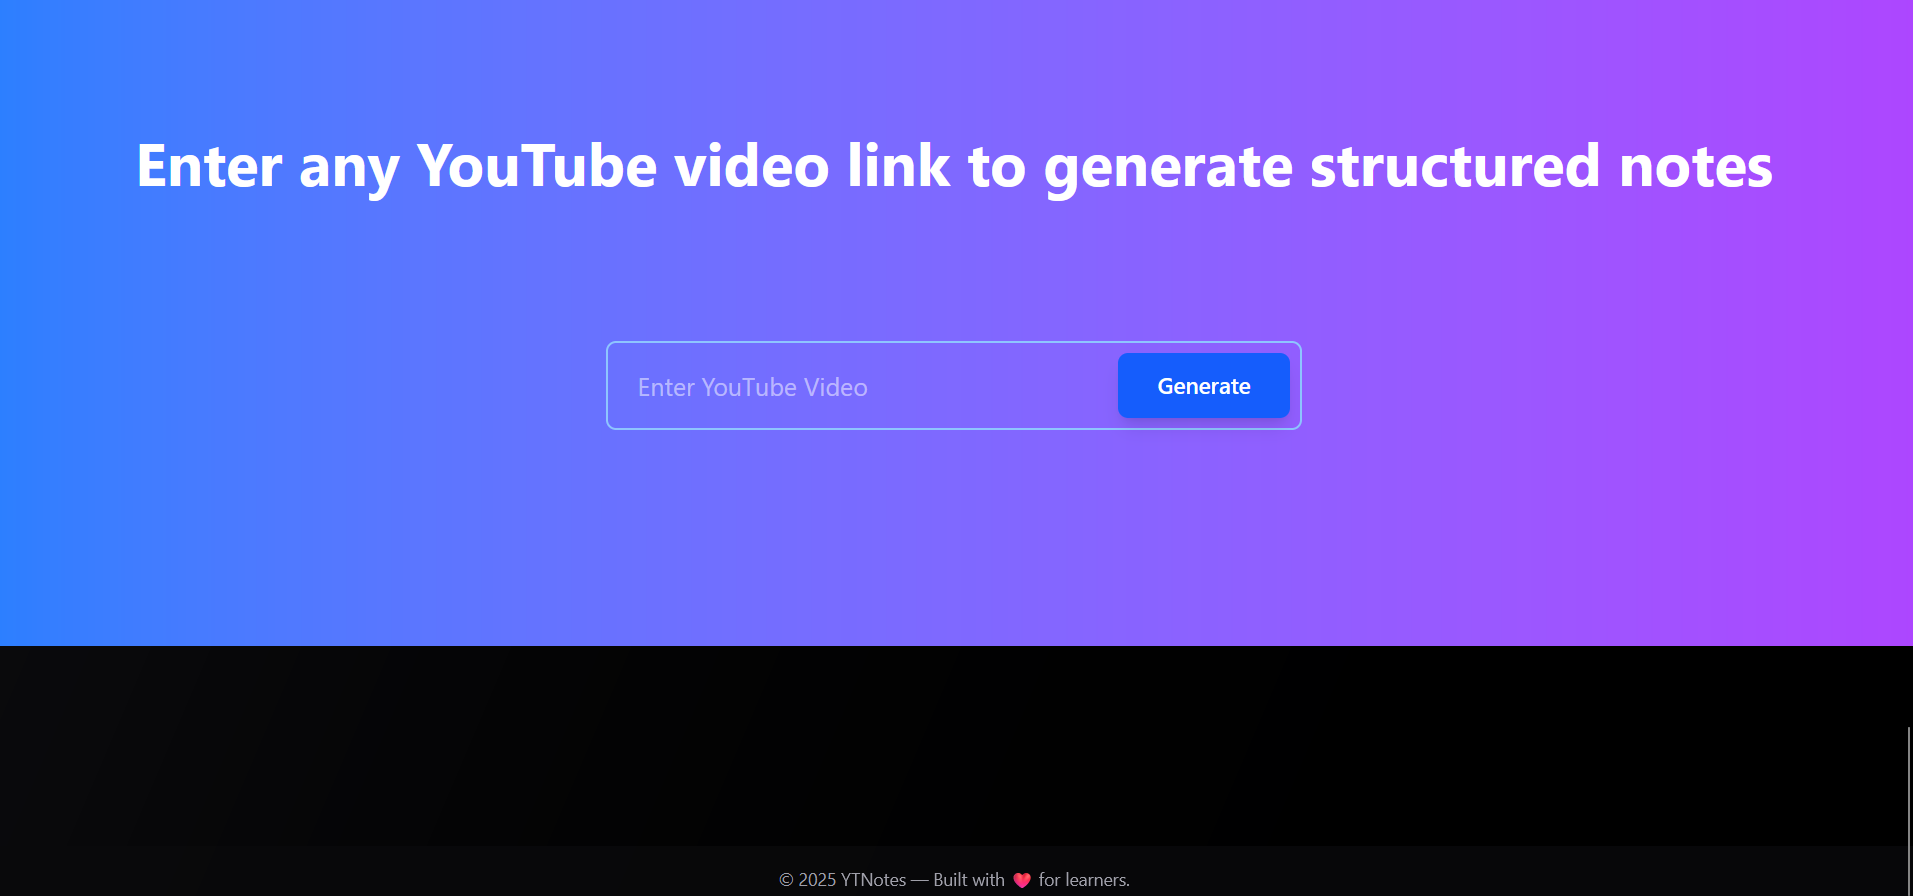 Enter any YouTube video link to generate structured notes
Enter YouTube Video
Generate
© 2025 YTNotes — Built with ❤️ for learners.